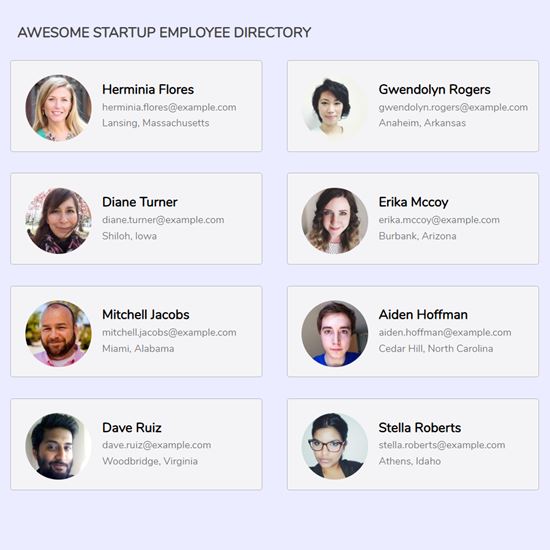 AWESOME STARTUP EMPLOYEE DIRECTORY
Herminia Flores
herminia.flores@example.com
Lansing, Massachusetts
Gwendolyn Rogers
gwendolyn.rogers@example.com
Anaheim, Arkansas
Diane Turner
diane.turner@example.com
Shiloh, Iowa
Erika Mccoy
erika.mccoy@example.com
Burbank, Arizona
Mitchell Jacobs
mitchell.jacobs@example.com
Miami, Alabama
Aiden Hoffman
aiden.hoffman@example.com
Cedar Hill, North Carolina
Dave Ruiz
dave.ruiz@example.com
Woodbridge, Virginia
Stella Roberts
stella.roberts@example.com
Athens, Idaho